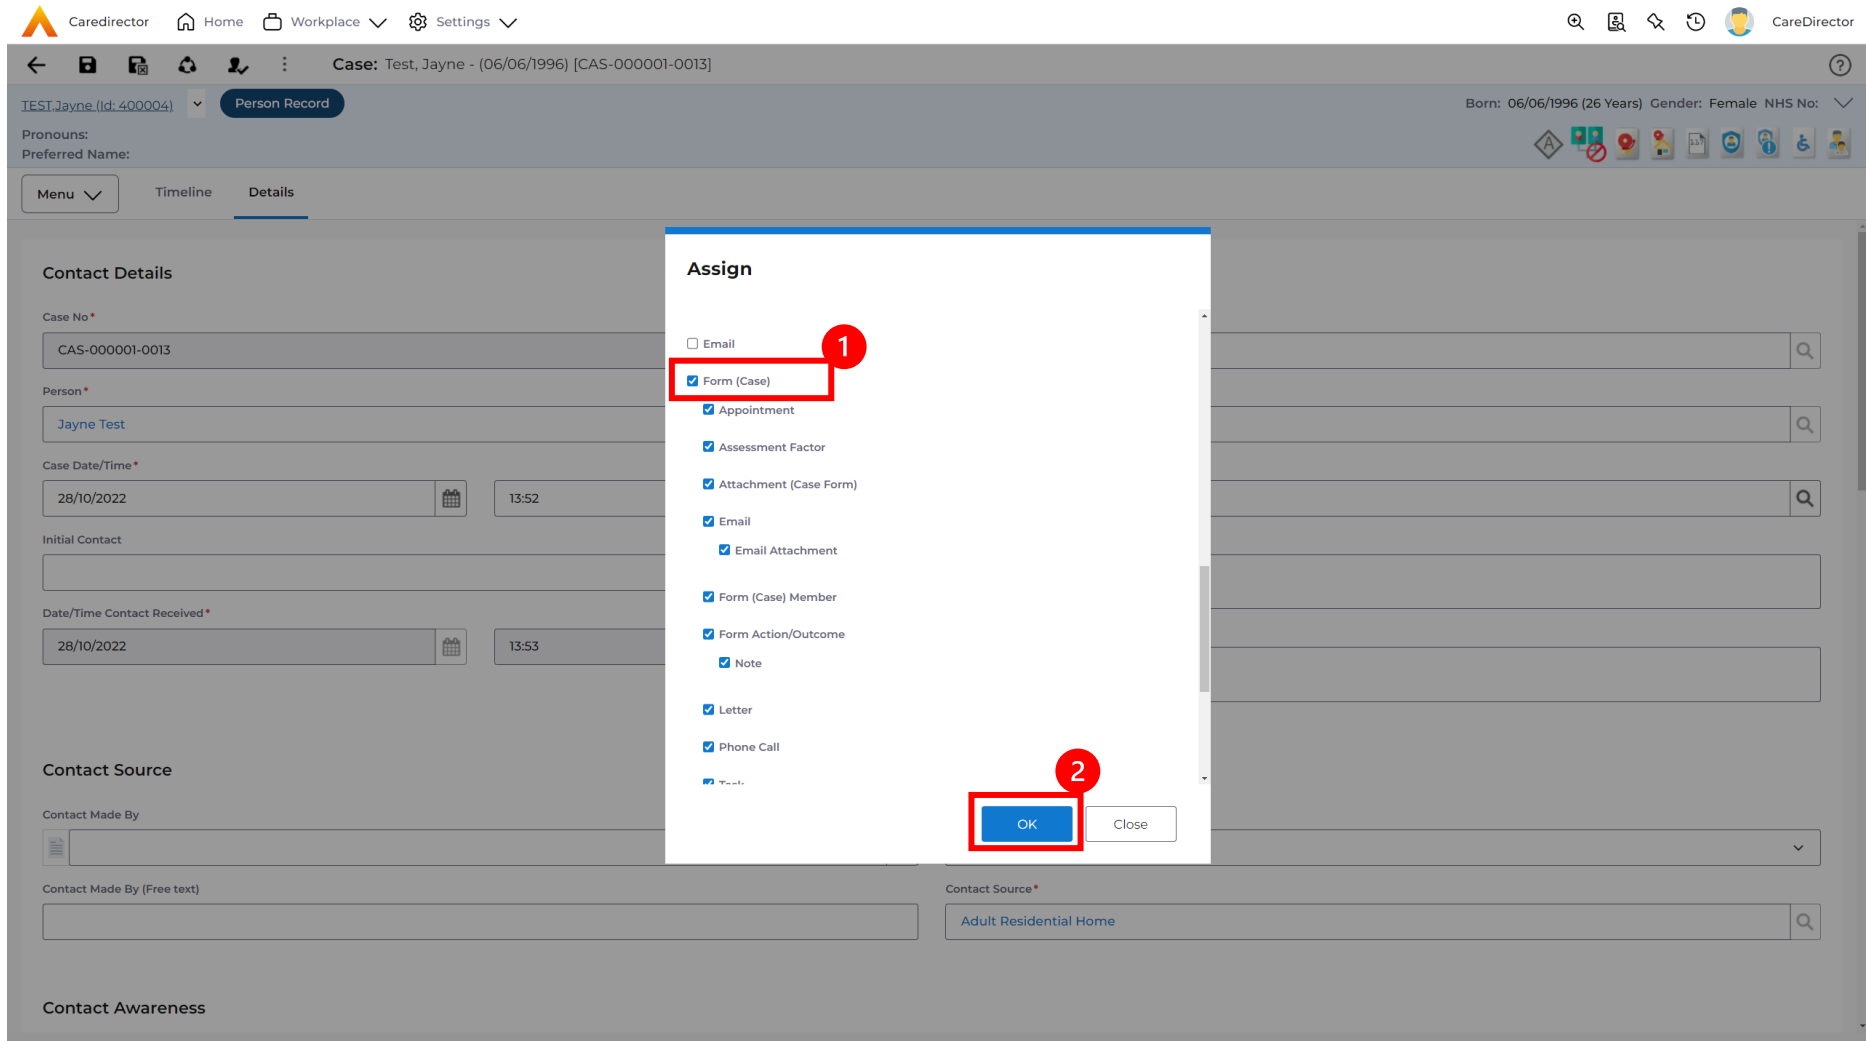 Caredirector Home Workplace Settings CareDirector
Case: Test, Jayne - (06/06/1996) [CAS-000001-0013]
TEST,Jayne (Id: 400004) Person Record Born: 06/06/1996 (26 Years) Gender: Female NHS No:
Pronouns:
Preferred Name:
Menu Timeline Details
Assign
Contact Details
Case No*
CAS-000001-0013
Person*
Jayne Test
Case Date/Time*
28/10/2022 13:52
Initial Contact
Date/Time Contact Received*
28/10/2022 13:53
Email
1
Form (Case)
Appointment
Assessment Factor
Attachment (Case Form)
Email
Email Attachment
Form (Case) Member
Form Action/Outcome
Note
Letter
Phone Call
Task
2
OK Close
Contact Source
Contact Made By
Contact Made By (Free text)
Contact Source*
Adult Residential Home
Contact Awareness